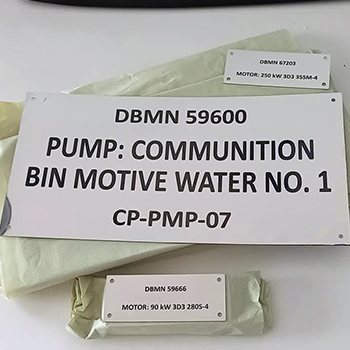 DBMN 67203
MOTOR: 250 kW 3D3 355M-4
DBMN 59600
PUMP: COMMUNITION
BIN MOTIVE WATER NO. 1
CP-PMP-07
DBMN 59666
MOTOR: 90 kW 3D3 280S-4